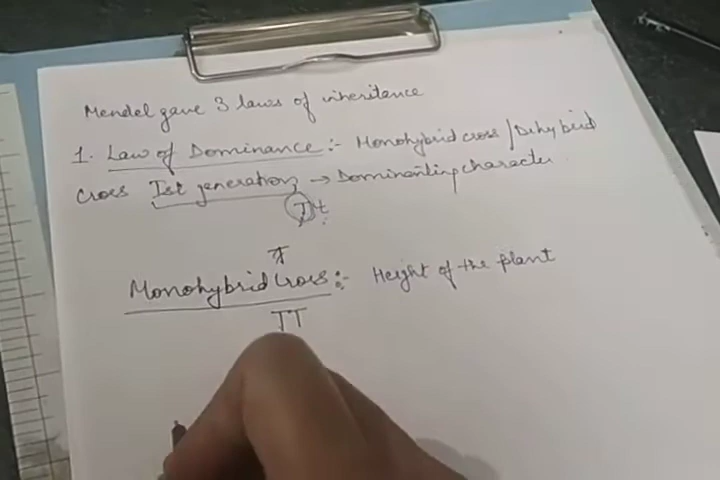 Mendel gave 3 laws of inheritence
1. Law of Dominance :- Monohybrid cross / Dihybrid
Cross Ist generation → Dominanting character
Tt
Monohybrid Cross :- Height of the plant
TT